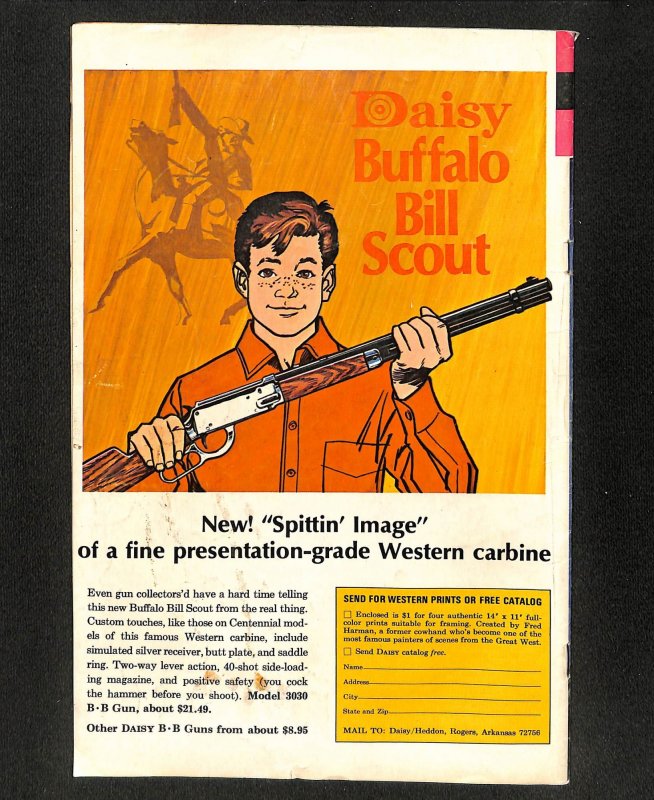 Daisy
Buffalo
Bill
Scout
New! “Spittin’ Image”
of a fine presentation-grade Western carbine
Even gun collectors’d have a hard time telling
this new Buffalo Bill Scout from the real thing.
Custom touches, like those on Centennial mod-
els of this famous Western carbine, include
simulated silver receiver, butt plate, and saddle
ring. Two-way lever action, 40-shot side-load-
ing magazine, and positive safety (you cock
the hammer before you shoot). Model 3030
B·B Gun, about $21.49.
Other DAISY B·B Guns from about $8.95
SEND FOR WESTERN PRINTS OR FREE CATALOG
☐ Enclosed is $1 for four authentic 14" x 11" full-
color prints suitable for framing. Created by Fred
Harman, a former cowhand who’s become one of the
most famous painters of scenes from the Great West.
☐ Send DAISY catalog free.
Name
Address
City
State and Zip
MAIL TO: Daisy/Heddon, Rogers, Arkansas 72756